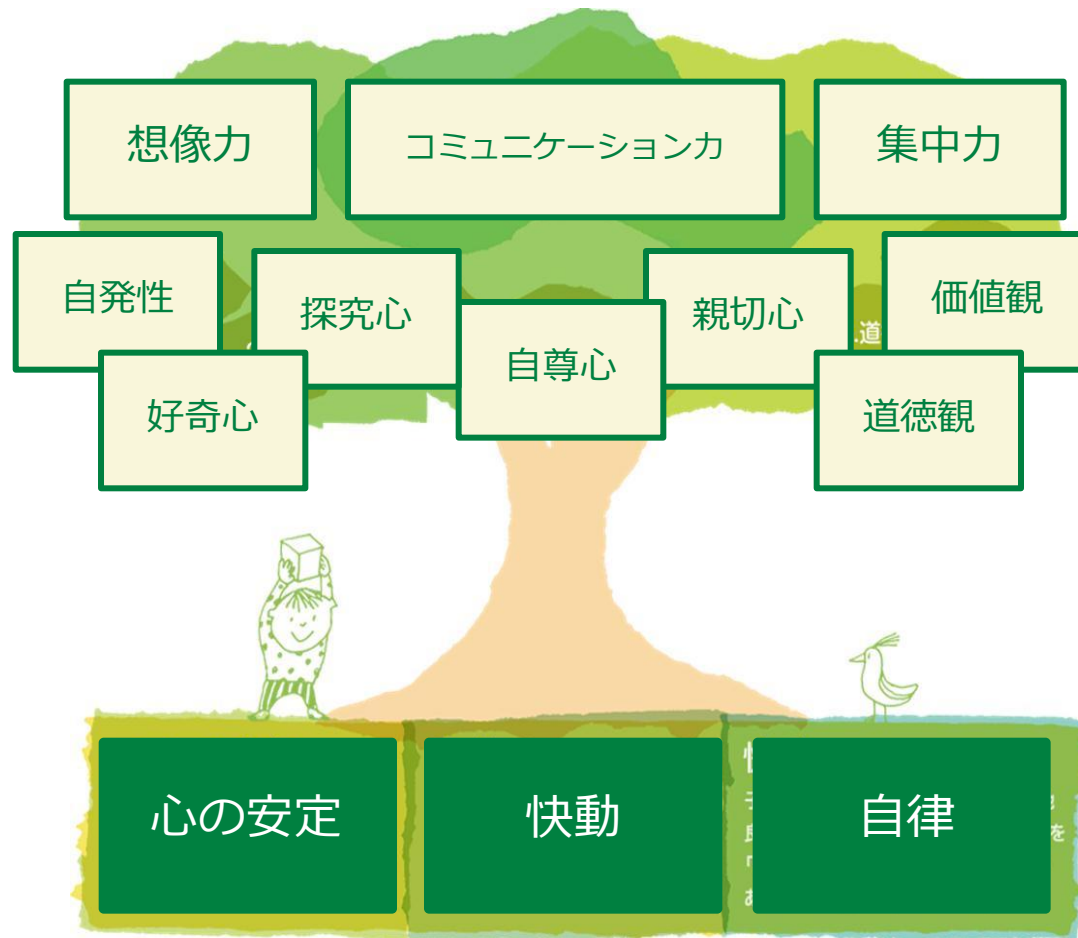 想像力
コミュニケーション力
集中力
自発性
探究心
親切心
価値観
自尊心
道
好奇心
道徳観
心の安定
快動
自律
を